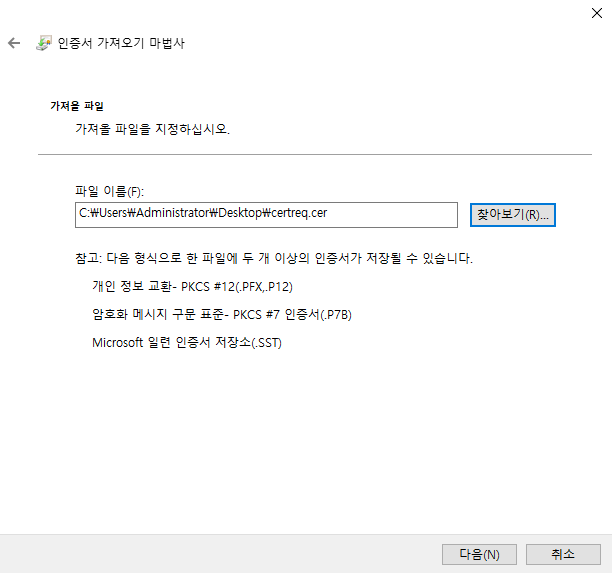 인증서 가져오기 마법사
가져올 파일
가져올 파일을 지정하십시오.
파일 이름(F):
C:₩Users₩Administrator₩Desktop₩certreq.cer
찾아보기(R)...
참고: 다음 형식으로 한 파일에 두 개 이상의 인증서가 저장될 수 있습니다.
개인 정보 교환- PKCS #12(.PFX,.P12)
암호화 메시지 구문 표준- PKCS #7 인증서(.P7B)
Microsoft 일련 인증서 저장소(.SST)
다음(N)
취소